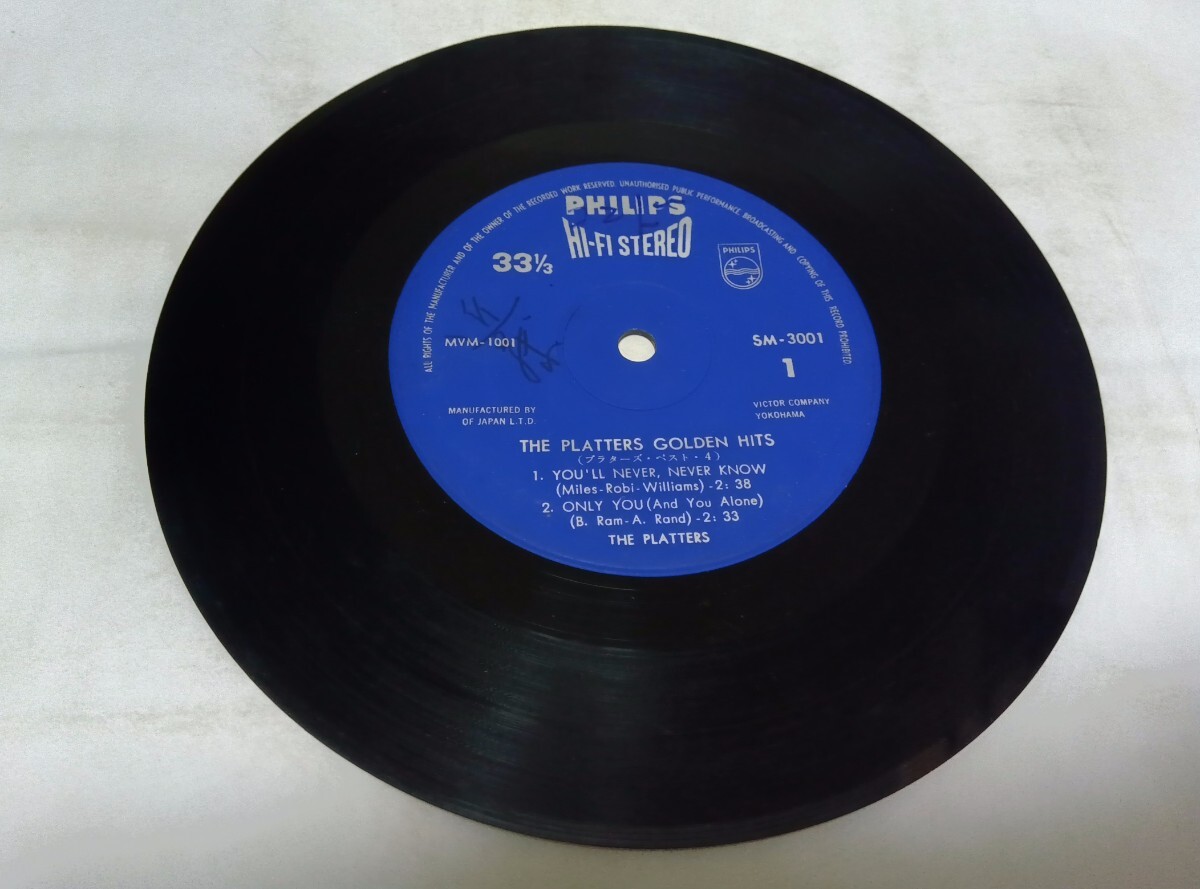 ALL RIGHTS OF THE MANUFACTURER AND OF THE OWNER OF THE RECORDED WORK RESERVED. UNAUTHORISED PUBLIC PERFORMANCE, BROADCASTING AND COPYING OF THIS RECORD PROHIBITED
PHILIPS
HI-FI STEREO
33⅓
PHILIPS
MVM-1001
SM-3001
1
MANUFACTURED BY
OF JAPAN L.T.D.
VICTOR COMPANY
YOKOHAMA
THE PLATTERS GOLDEN HITS
(プラターズ・ベスト・4)
1. YOU'LL NEVER, NEVER KNOW
(Miles-Robi-Williams)-2:38
2. ONLY YOU (And You Alone)
(B. Ram-A. Rand)-2:33
THE PLATTERS